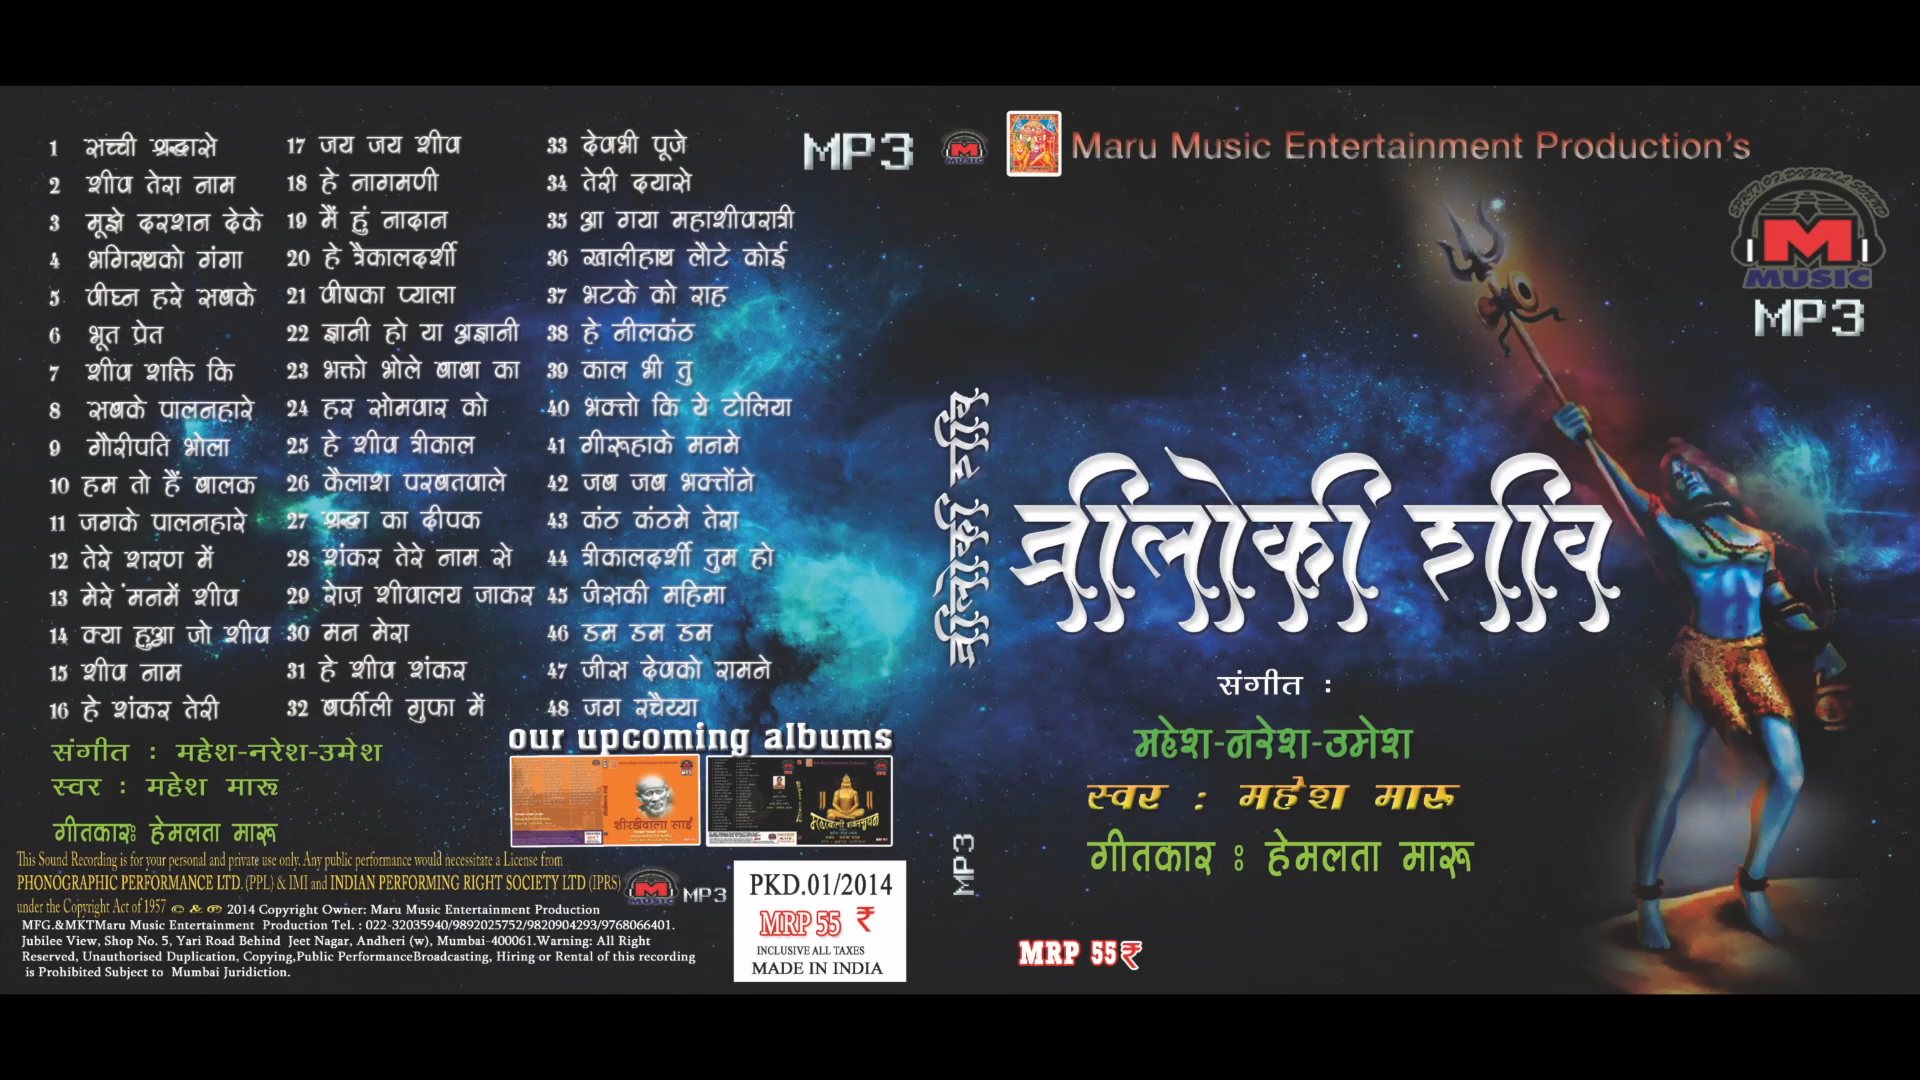 1 सच्ची श्रद्धासे
2 शीव तेरा नाम
3 मूझे दरशन देके
4 भगिरथको गंगा
5 वीघ्न हरे सबके
6 भूत प्रेत
7 शीव शक्ति कि
8 सबके पालनहारे
9 गौरीपति भोला
10 हम तो हैं बालक
11 जगके पालनहारे
12 तेरे शरण में
13 मेरे मनमें शीव
14 क्या हुआ जो शीव
15 शीव नाम
16 हे शंकर तेरी
17 जय जय शीव
18 हे नागमणी
19 मैं हुं नादान
20 हे त्रैकालदर्शी
21 वीषका प्याला
22 ज्ञानी हो या अज्ञानी
23 भक्तो भोले बाबा का
24 हर सोमवार को
25 हे शीव त्रीकाल
26 कैलाश परबतवाले
27 श्रद्धा का दीपक
28 शंकर तेरे नाम से
29 रोज़ शीवालय जाकर
30 मन मेरा
31 हे शीव शंकर
32 बर्फीली गुफा में
33 देवभी पूजे
34 तेरी दयासे
35 आ गया महाशीवरात्री
36 खालीहाथ लौटे कोई
37 भटके को राह
38 हे नीलकंठ
39 काल भी तु
40 भक्तो कि ये टोलिया
41 गीरूहाके मनमे
42 जब जब भक्तोंने
43 कंठ कंठमे तेरा
44 त्रीकालदर्शी तुम हो
45 जीसकी महिमा
46 डम डम डम
47 जीस देवको रामने
48 जग रचैय्या
संगीत : महेश-नरेश-उमेश
स्वर : महेश मारू
गीतकारः हेमलता मारू
our upcoming albums
शीरडीवाला साईं
This Sound Recording is for your personal and private use only. Any public performance would necessitate a License from
PHONOGRAPHIC PERFORMANCE LTD. (PPL) & IMI and INDIAN PERFORMING RIGHT SOCIETY LTD (IPRS)
under the Copyright Act of 1957 © & ℗ 2014 Copyright Owner: Maru Music Entertainment Production
MFG.&MKTMaru Music Entertainment Production Tel. : 022-32035940/9892025752/9820904293/9768066401.
Jubilee View, Shop No. 5, Yari Road Behind Jeet Nagar, Andheri (w), Mumbai-400061.Warning: All Right
Reserved, Unauthorised Duplication, Copying,Public PerformanceBroadcasting, Hiring or Rental of this recording
is Prohibited Subject to Mumbai Juridiction.
M MUSIC MP3
PKD.01/2014
MRP 55 ₹
INCLUSIVE ALL TAXES
MADE IN INDIA
त्रीलोकी शीव
MP3
MP3 M MUSIC Maru Music Entertainment Production's
SPIRIT OF DIGITAL SOUND
M
MUSIC
MP3
त्रीलोकी शीव
संगीत :
महेश-नरेश-उमेश
स्वर : महेश मारू
गीतकार : हेमलता मारू
MRP 55₹